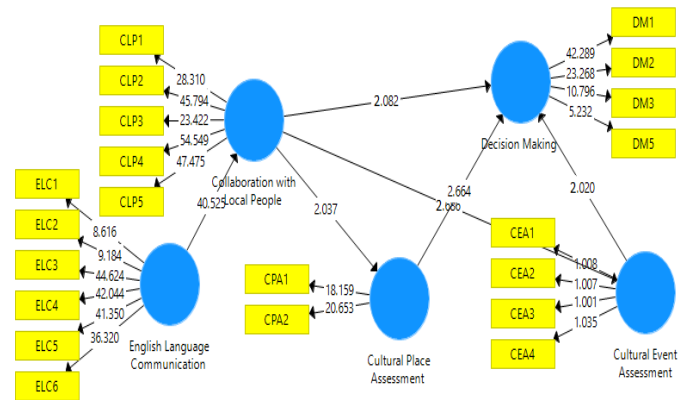 CLP1
CLP2
CLP3
CLP4
CLP5
28.310
45.794
23.422
54.549
47.475
Collaboration with
Local People
ELC1
ELC2
ELC3
ELC4
ELC5
ELC6
8.616
9.184
44.624
42.044
41.350
36.320
English Language
Communication
40.525
2.082
2.037
CPA1
CPA2
18.159
20.653
Cultural Place
Assessment
2.664
DM1
DM2
DM3
DM5
42.289
23.268
10.796
5.232
Decision Making
2.020
CEA1
CEA2
CEA3
CEA4
1.008
1.007
1.001
1.035
Cultural Event
Assessment